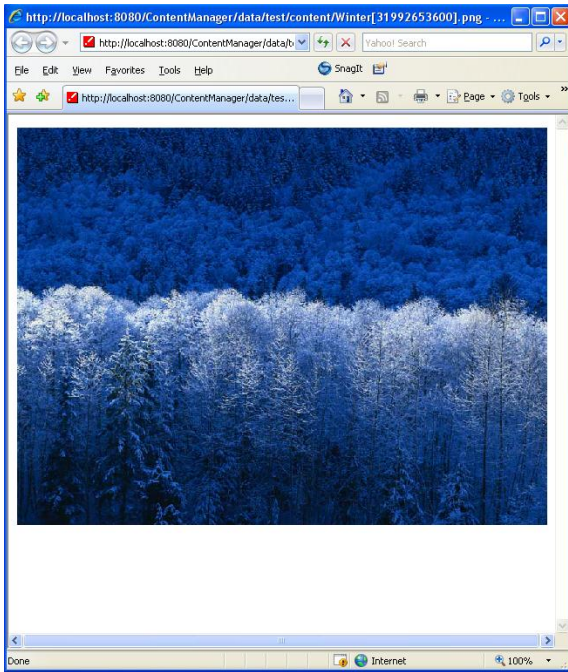 http://localhost:8080/ContentManager/data/test/content/Winter[31992653600].png - ...
http://localhost:8080/ContentManager/data/t Yahoo! Search
File Edit View Favorites Tools Help SnagIt
http://localhost:8080/ContentManager/data/tes... Page Tools »
Done Internet 100%